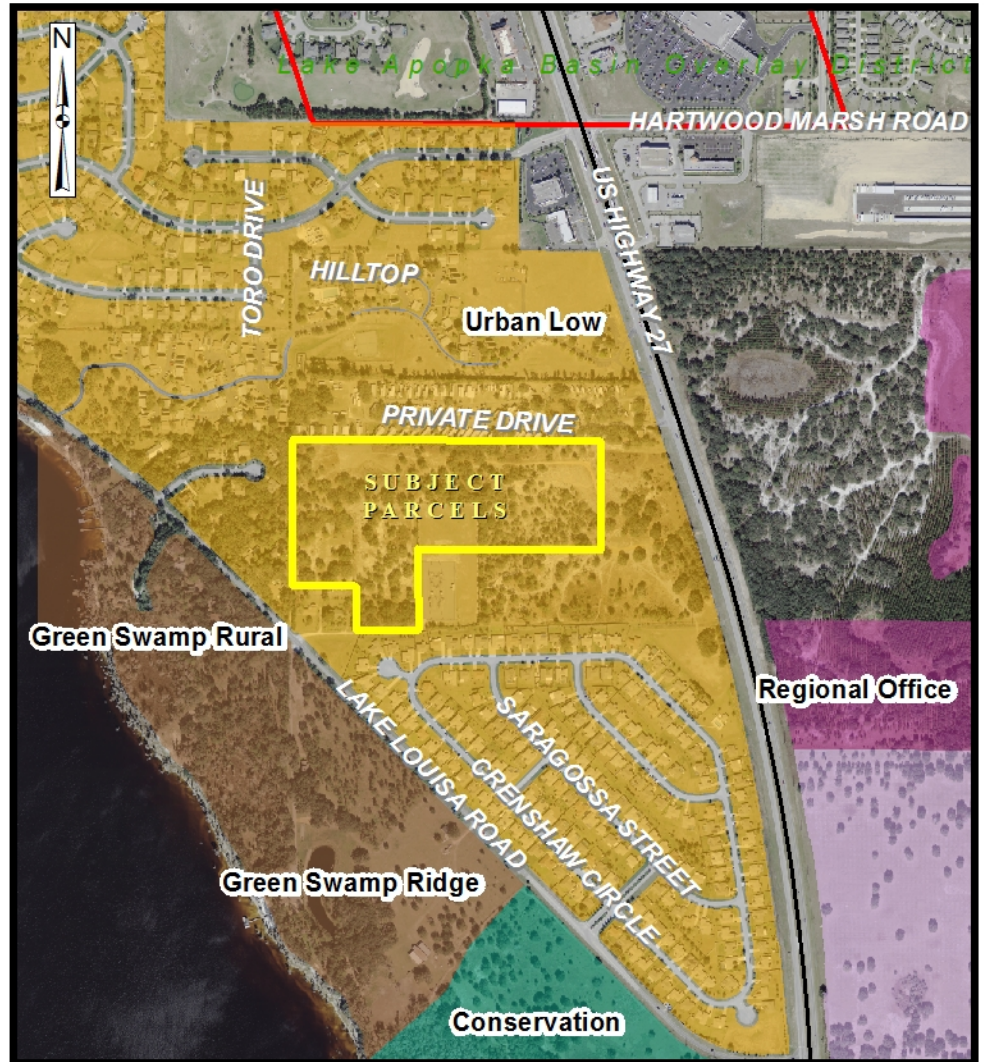 N
Lake Apopka Basin Overlay District
HARTWOOD MARSH ROAD
US HIGHWAY 27
TORO DRIVE
HILLTOP
Urban Low
PRIVATE DRIVE
SUBJECT
PARCELS
Green Swamp Rural
Regional Office
LAKE LOUISA ROAD
SARAGOSSA STREET
CRENSHAW CIRCLE
Green Swamp Ridge
Conservation